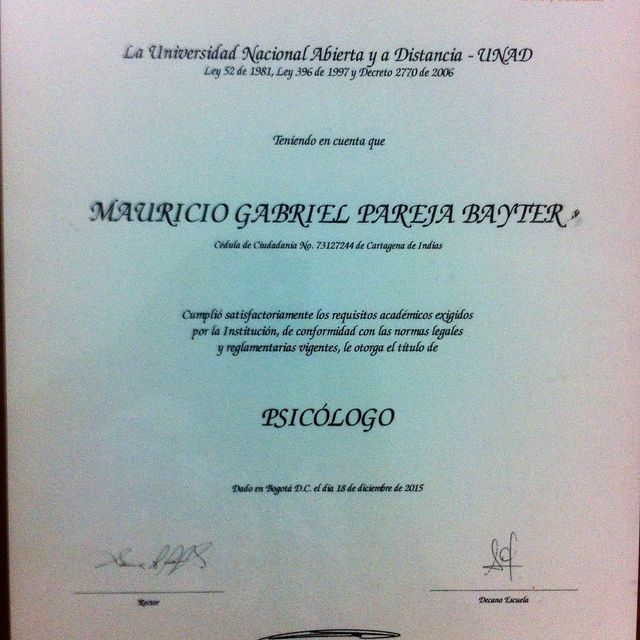 La Universidad Nacional Abierta y a Distancia - UNAD
Ley 52 de 1981, Ley 396 de 1997 y Decreto 2770 de 2006
Teniendo en cuenta que
MAURICIO GABRIEL PAREJA BAYTER
Cédula de Ciudadanía No. 73127244 de Cartagena de Indias
Cumplió satisfactoriamente los requisitos académicos exigidos
por la Institución, de conformidad con las normas legales
y reglamentarias vigentes, le otorga el título de
PSICÓLOGO
Dado en Bogotá D.C. el día 18 de diciembre de 2015
Rector
Decano Escuela